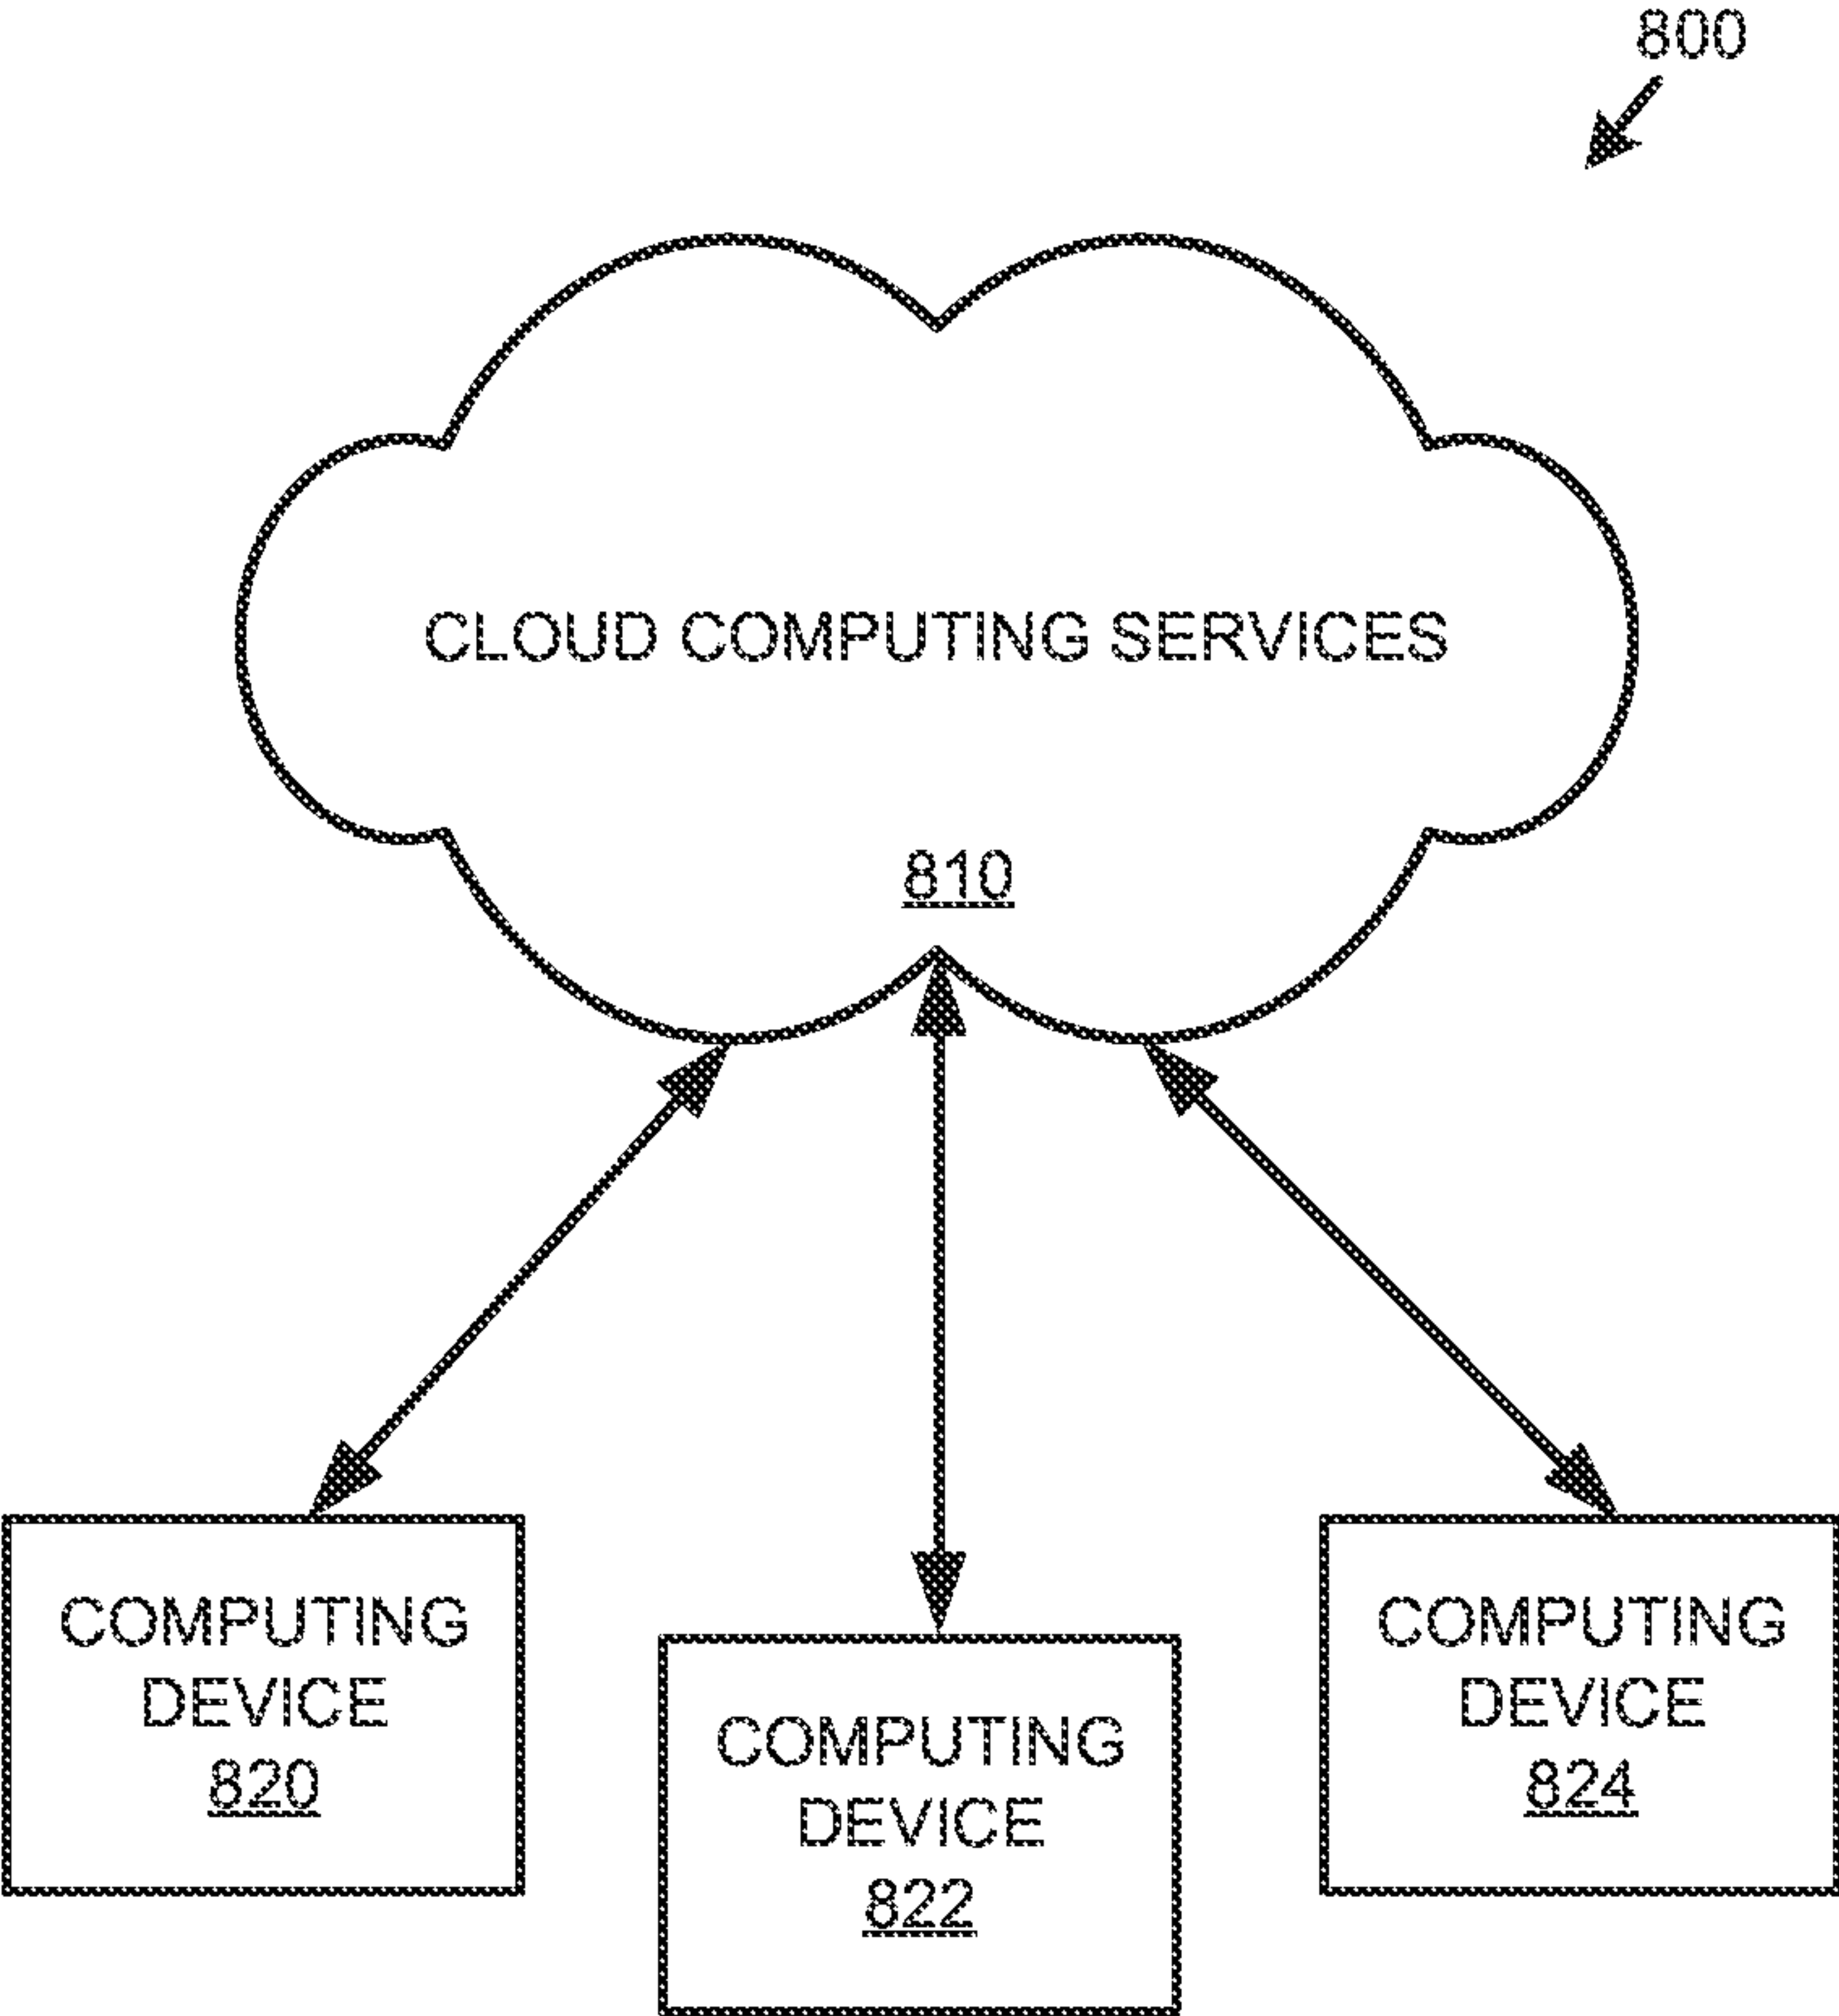 800
CLOUD COMPUTING SERVICES
810
COMPUTING
DEVICE
820
COMPUTING
DEVICE
822
COMPUTING
DEVICE
824